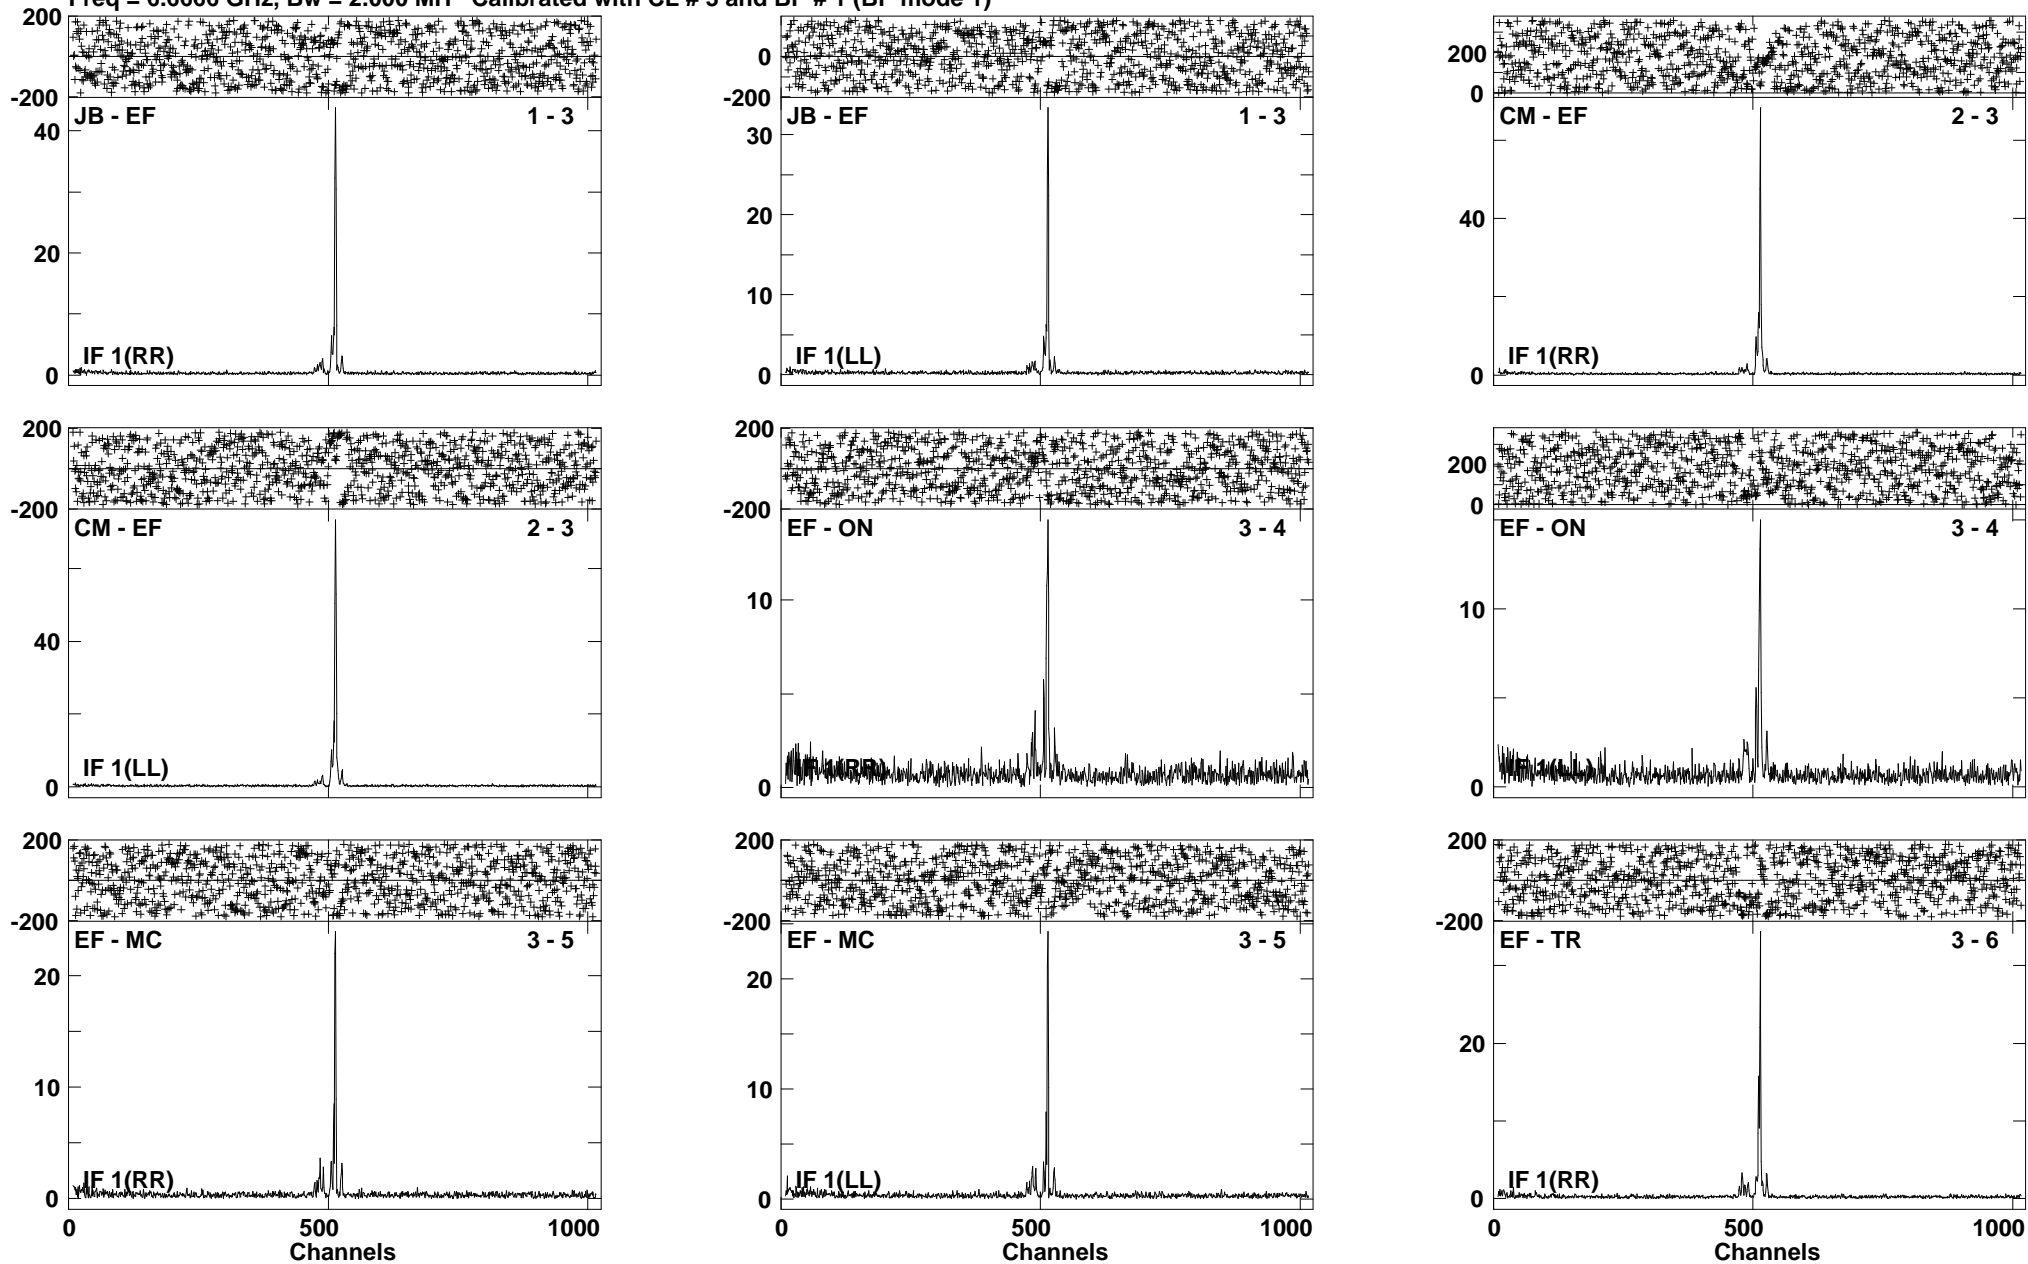 Freq = GHz, Bw = 2.000 MH Calibrated with CL # 3 and BP # 1 (BP mode 1)
200 0 200
-200 -200 0
JB - EF 1 - 3 JB - EF 1 - 3 CM - EF 2 - 3
40 30
20 20 40
10
IF 1(RR) IF 1(LL) IF 1(RR)
0 0 0
200 200 200
-200 -200 0
CM - EF 2 - 3 EF - ON 3 - 4 EF - ON 3 - 4
40 10 10
IF 1(LL) IF 1(RR) IF 1(LL)
0 0 0
200 200 200
-200 -200 -200
EF - MC 3 - 5 EF - MC 3 - 5 EF - TR 3 - 6
20 20 20
10 10
IF 1(RR) IF 1(LL) IF 1(RR)
0 0 0
0 500 1000 0 500 1000 0 500 1000
Channels Channels Channels